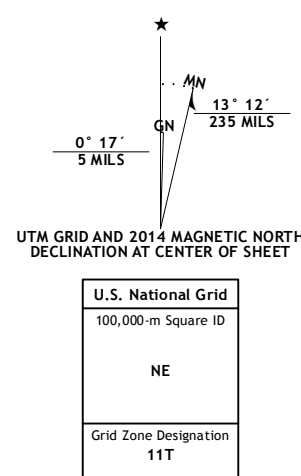 ★
MN
GN
13° 12´
235 MILS
0° 17´
5 MILS
UTM GRID AND 2014 MAGNETIC NORTH
DECLINATION AT CENTER OF SHEET
U.S. National Grid
100,000-m Square ID
NE
Grid Zone Designation
11T